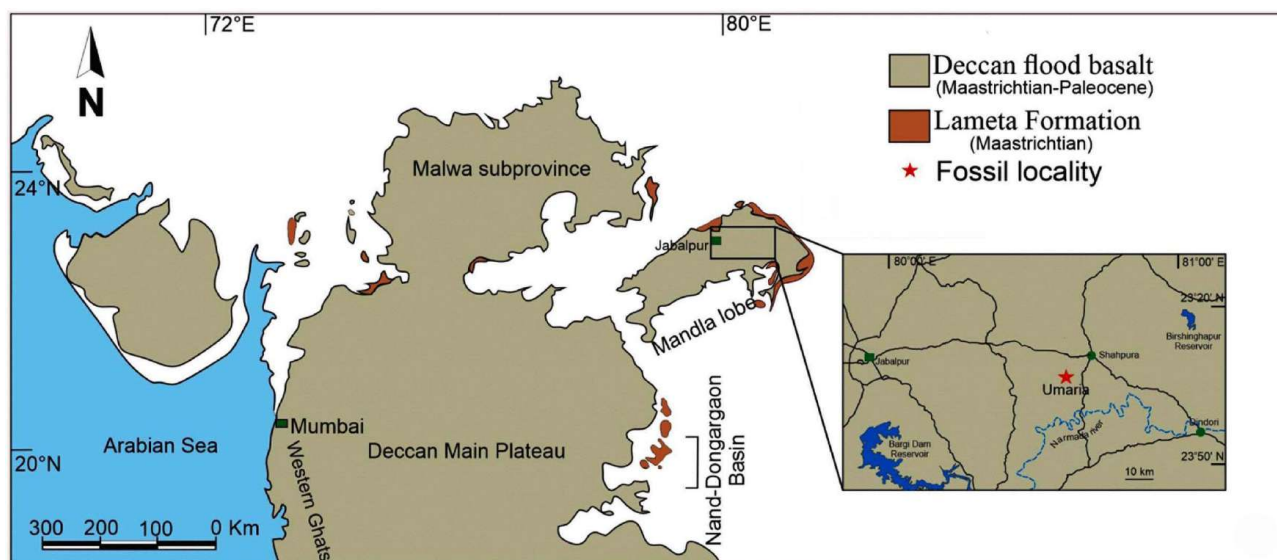 72°E
80°E
N
24°N
20°N
Deccan flood basalt
(Maastrichtian-Paleocene)
Lameta Formation
(Maastrichtian)
Fossil locality
Malwa subprovince
Jabalpur
Mandla lobe
Mumbai
Arabian Sea
Western Ghats
Deccan Main Plateau
Nand-Dongargaon
Basin
300 200 100 0 Km
80°00' E
81°00' E
23°20' N
Birshinghapur
Reservoir
Jabalpur
Shahpura
Umaria
Narmada river
Dindori
Bargi Dam
Reservoir
23°50' N
10 km